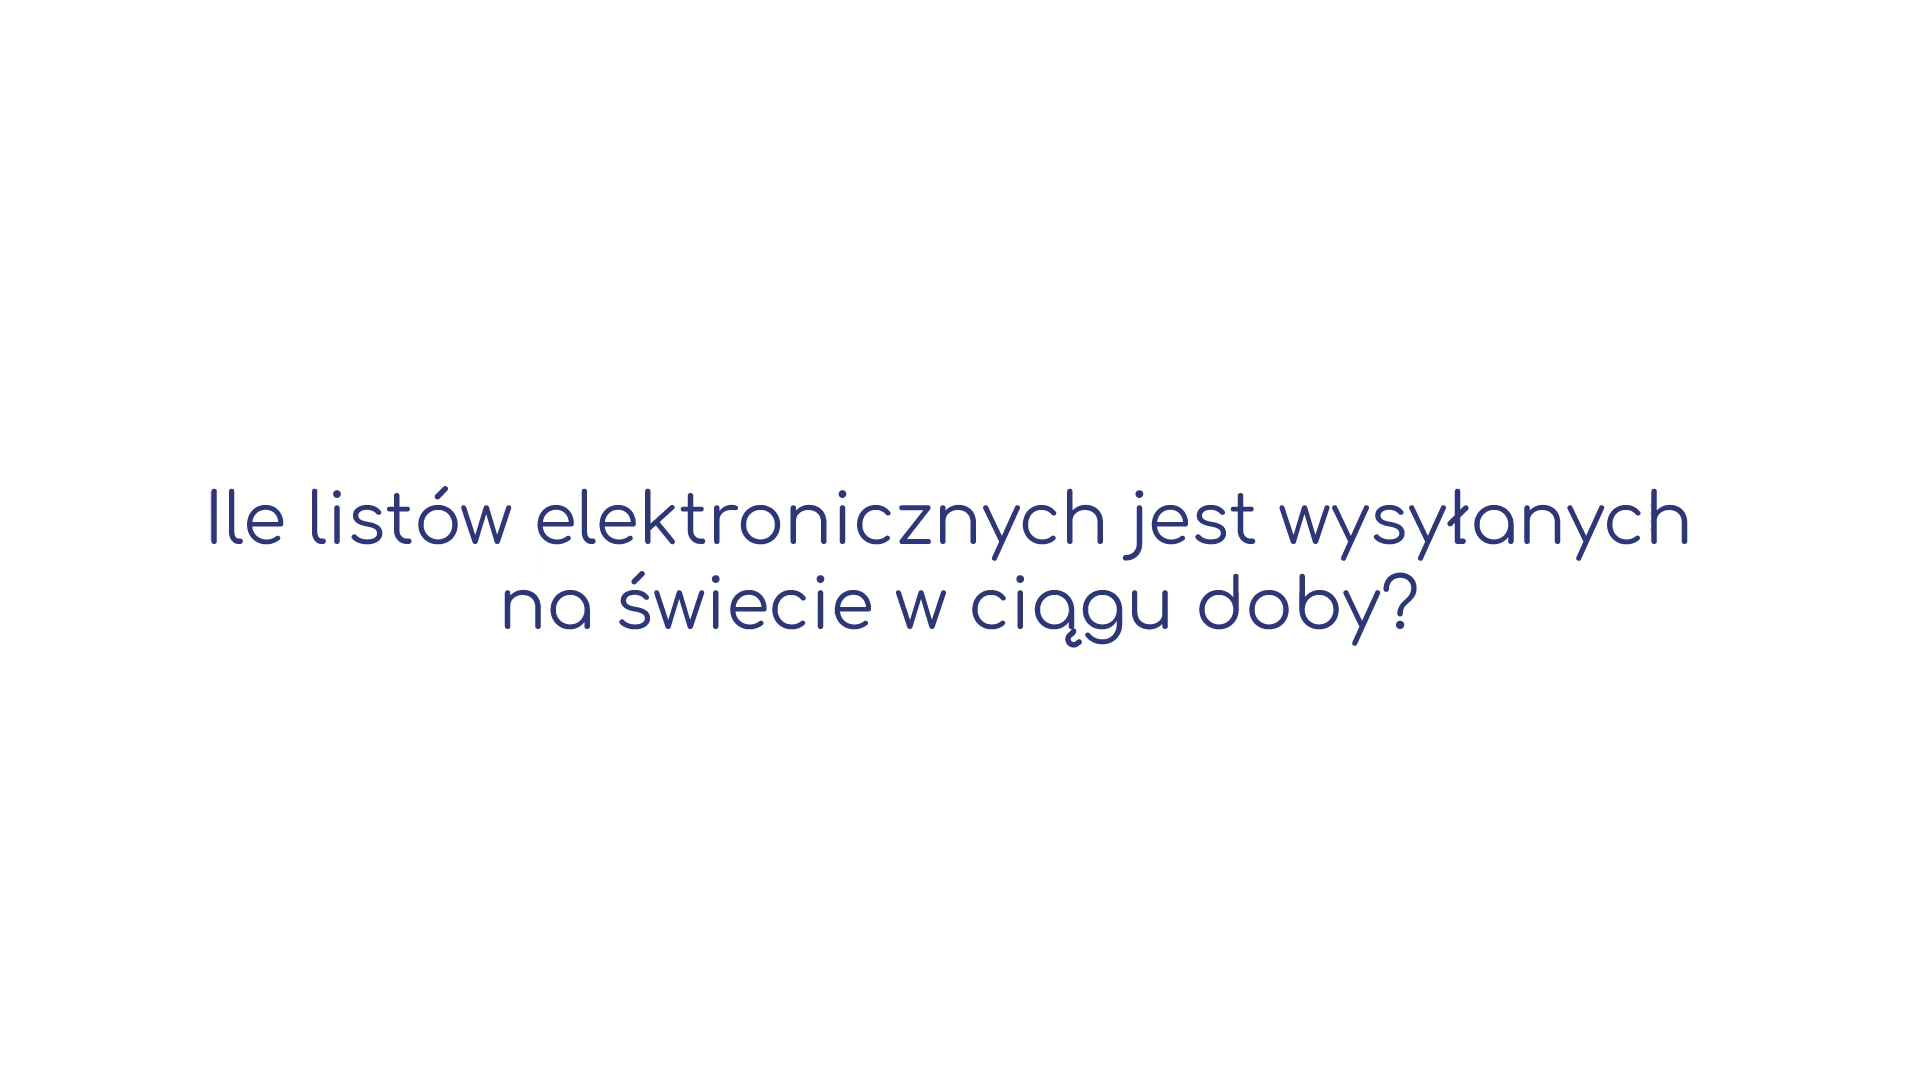 Ile listów elektronicznych jest wysyłanych
na świecie w ciągu doby?